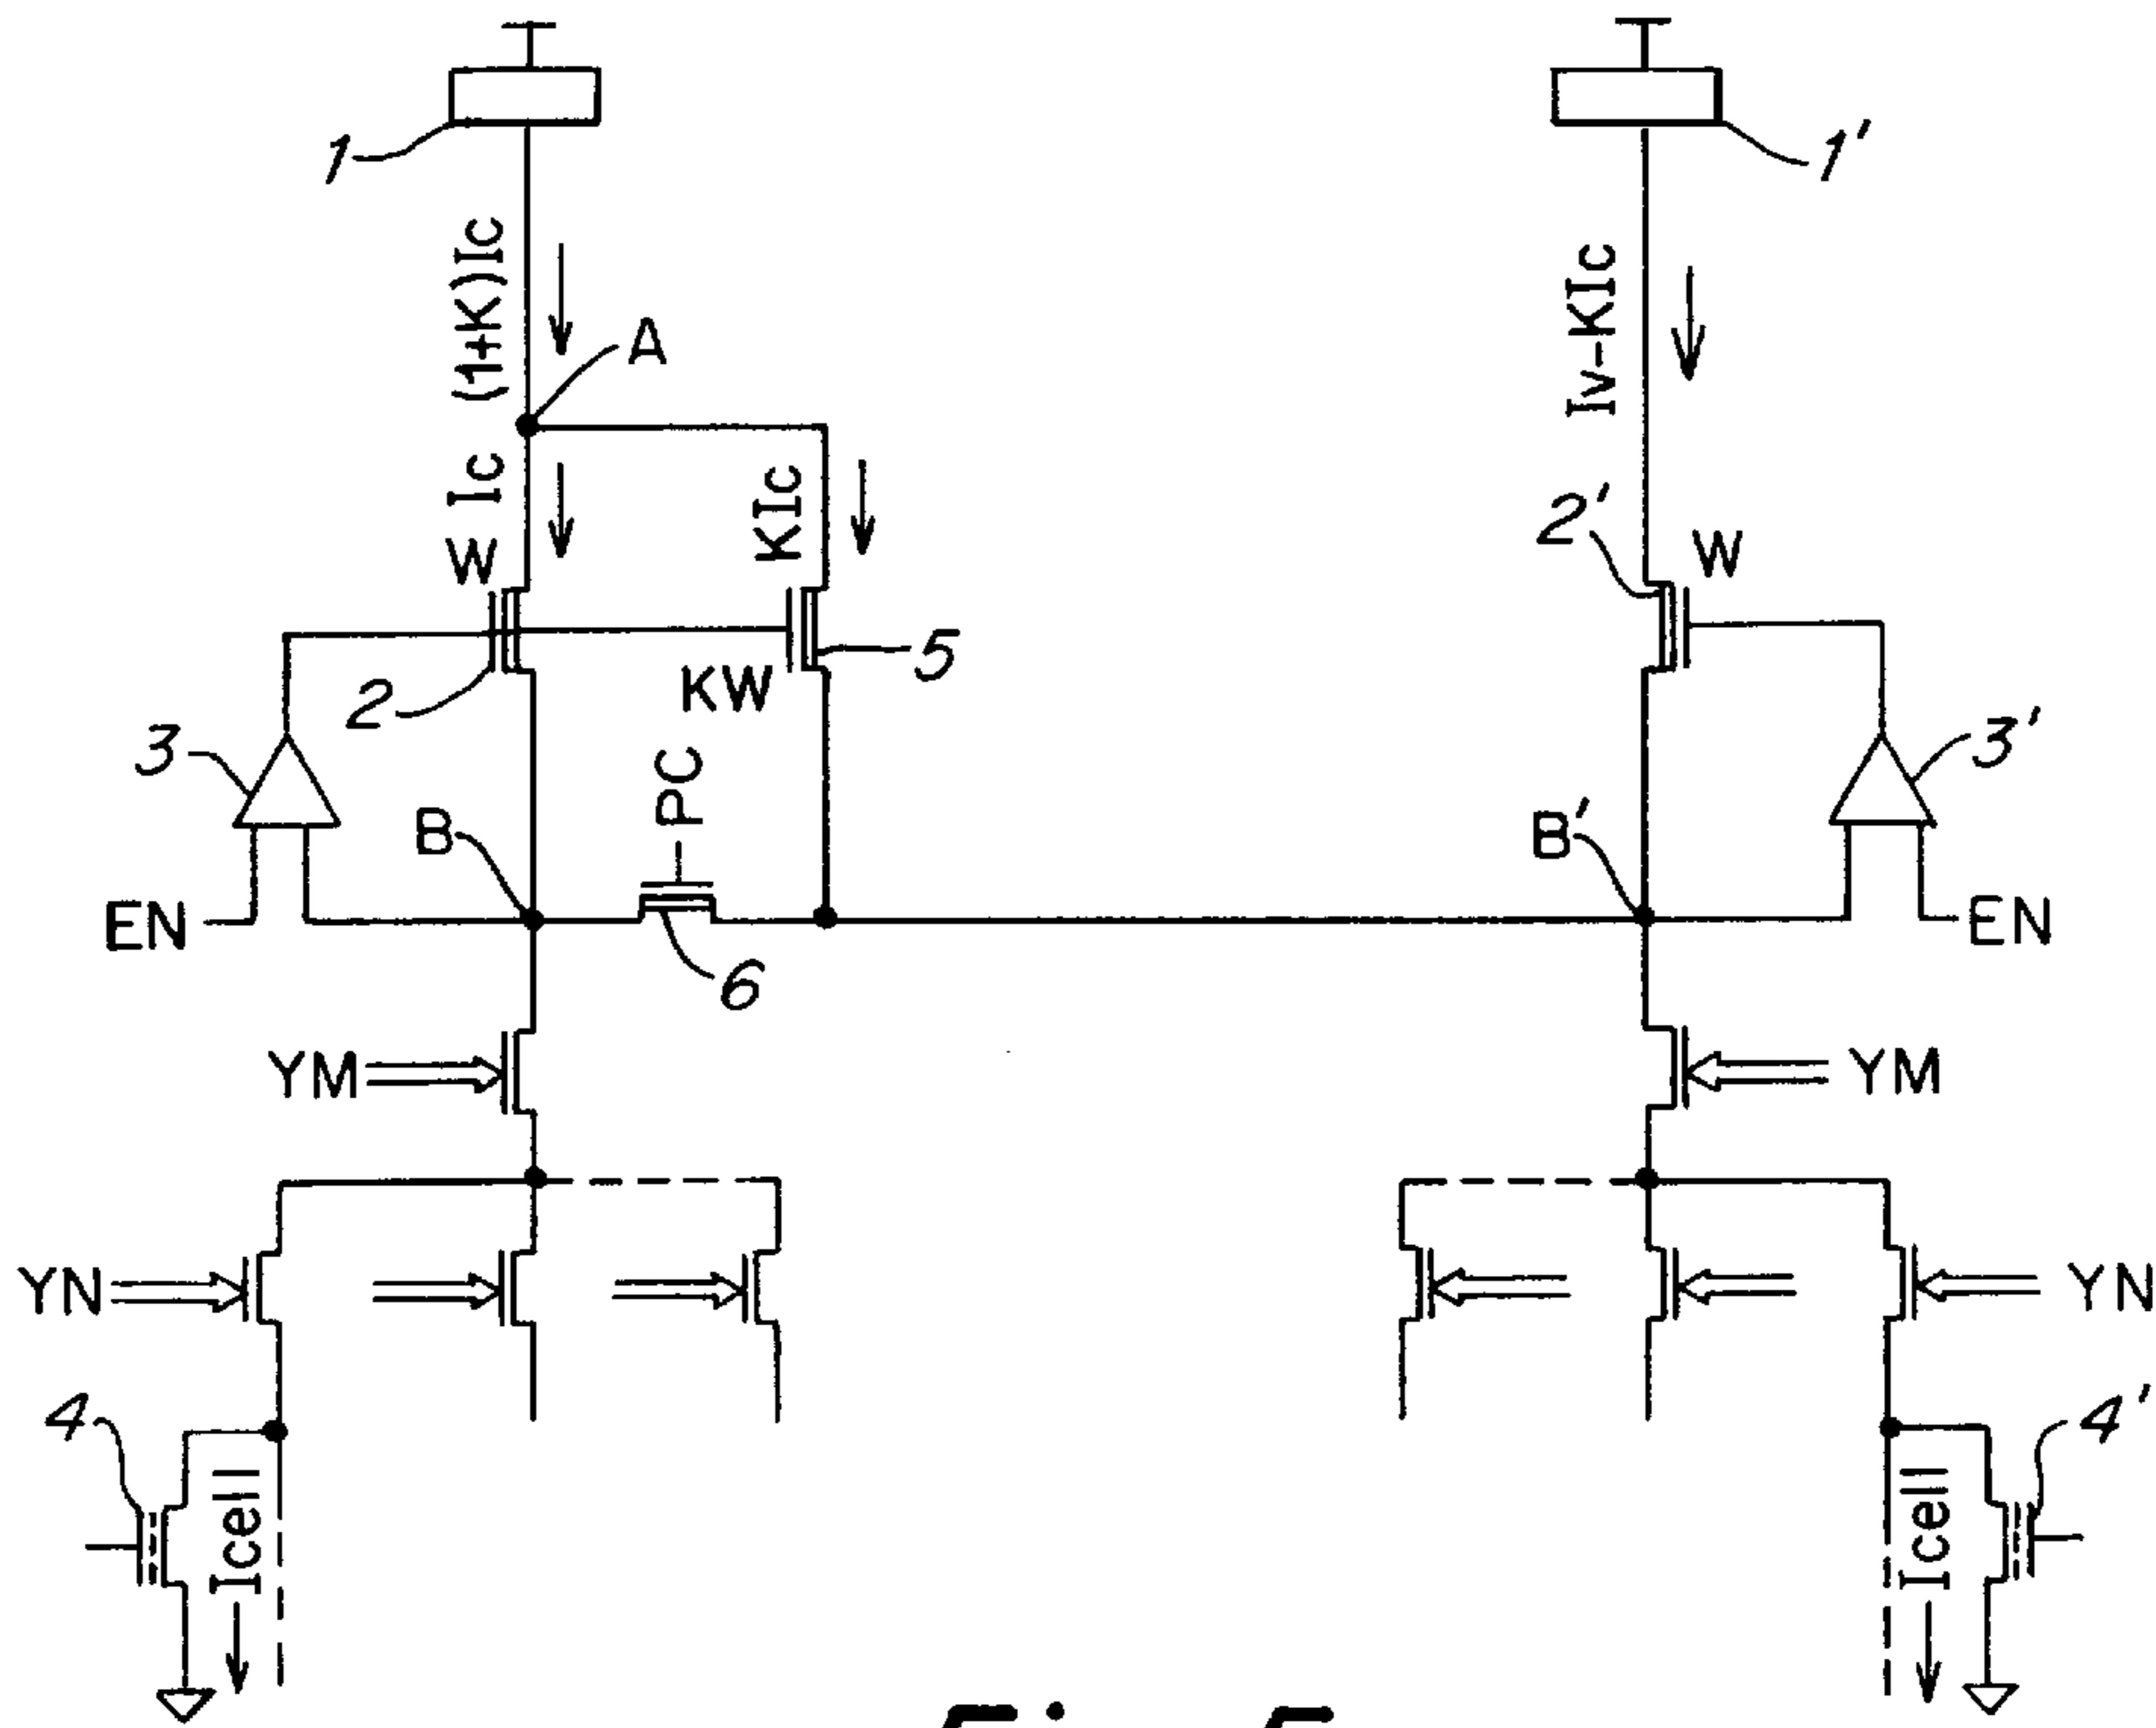 1
1'
(1+K)Ic
Iv-KIc
A
Ic
KIc
2'
W
W
2
KW
5
3
3'
PC
B
B'
EN
EN
6
YM
YM
YN
YN
4
4'
Icell
Icell